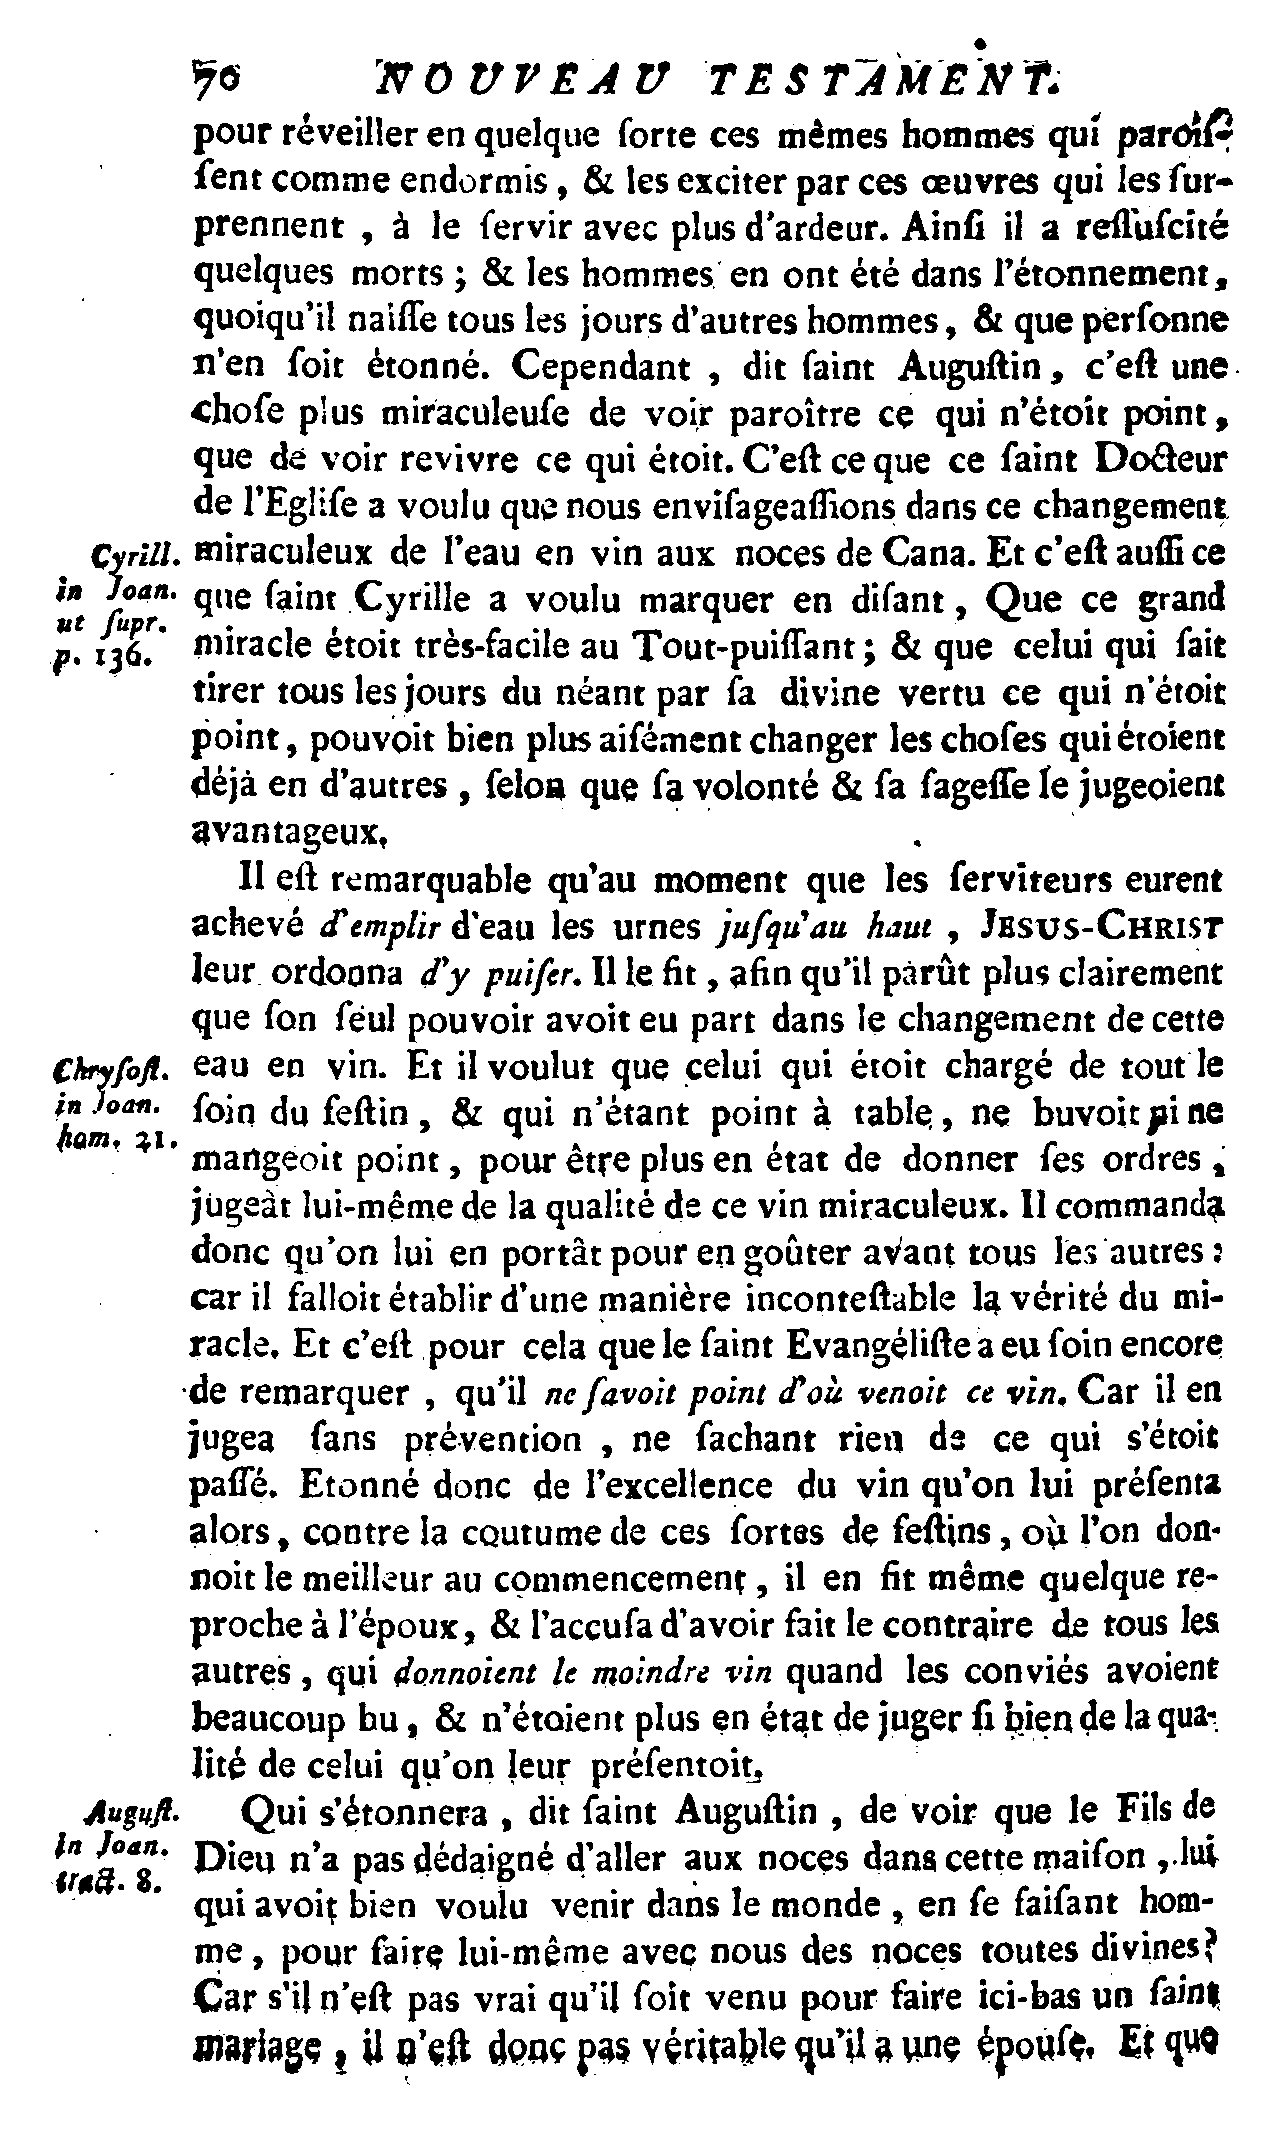 70 NOUVEAU TESTAMENT.
pour réveiller en quelque ſorte ces mêmes hommes qui paroiſ-
ſent comme endormis, & les exciter par ces œuvres qui les ſur-
prennent, à le ſervir avec plus d'ardeur. Ainſi il a reſſuſcité
quelques morts ; & les hommes en ont été dans l'étonnement,
quoiqu'il naiſſe tous les jours d'autres hommes, & que perſonne
n'en ſoit étonné. Cependant, dit ſaint Auguſtin, c'eſt une
choſe plus miraculeuſe de voir paroître ce qui n'étoit point,
que de voir revivre ce qui étoit. C'eſt ce que ce ſaint Docteur
de l'Egliſe a voulu que nous enviſageaſſions dans ce changement
Cyrill.
in Joan.
ut ſupr.
p. 136.
miraculeux de l'eau en vin aux noces de Cana. Et c'eſt auſſi ce
que ſaint Cyrille a voulu marquer en diſant, Que ce grand
miracle étoit très-facile au Tout-puiſſant ; & que celui qui fait
tirer tous les jours du néant par ſa divine vertu ce qui n'étoit
point, pouvoit bien plus aiſément changer les choſes qui étoient
déjà en d'autres, ſelon que ſa volonté & ſa ſageſſe le jugeoient
avantageux.
Il eſt remarquable qu'au moment que les ſerviteurs eurent
achevé d'emplir d'eau les urnes juſqu'au haut, JESUS-CHRIST
leur ordonna d'y puiſer. Il le fit, afin qu'il parût plus clairement
que ſon ſeul pouvoir avoit eu part dans le changement de cette
Chryſoſt.
in Joan.
hom. 21.
eau en vin. Et il voulut que celui qui étoit chargé de tout le
ſoin du feſtin, & qui n'étant point à table, ne buvoit ni ne
mangeoit point, pour être plus en état de donner ſes ordres,
jugeât lui-même de la qualité de ce vin miraculeux. Il commanda
donc qu'on lui en portât pour en goûter avant tous les autres :
car il falloit établir d'une manière inconteſtable la vérité du mi-
racle. Et c'eſt pour cela que le ſaint Evangéliſte a eu ſoin encore
de remarquer, qu'il ne ſavoit point d'où venoit ce vin. Car il en
jugea ſans prévention, ne ſachant rien de ce qui s'étoit
paſſé. Etonné donc de l'excellence du vin qu'on lui préſenta
alors, contre la coutume de ces ſortes de feſtins, où l'on don-
noit le meilleur au commencement, il en fit même quelque re-
proche à l'époux, & l'accuſa d'avoir fait le contraire de tous les
autres, qui donnoient le moindre vin quand les conviés avoient
beaucoup bu, & n'étoient plus en état de juger ſi bien de la qua-
lité de celui qu'on leur préſentoit.
Auguſt.
in Joan.
tract. 8.
Qui s'étonnera, dit ſaint Auguſtin, de voir que le Fils de
Dieu n'a pas dédaigné d'aller aux noces dans cette maiſon, lui
qui avoit bien voulu venir dans le monde, en ſe faiſant hom-
me, pour faire lui-même avec nous des noces toutes divines ?
Car s'il n'eſt pas vrai qu'il ſoit venu pour faire ici-bas un ſaint
mariage, il n'eſt donc pas véritable qu'il a une épouſe. Et que